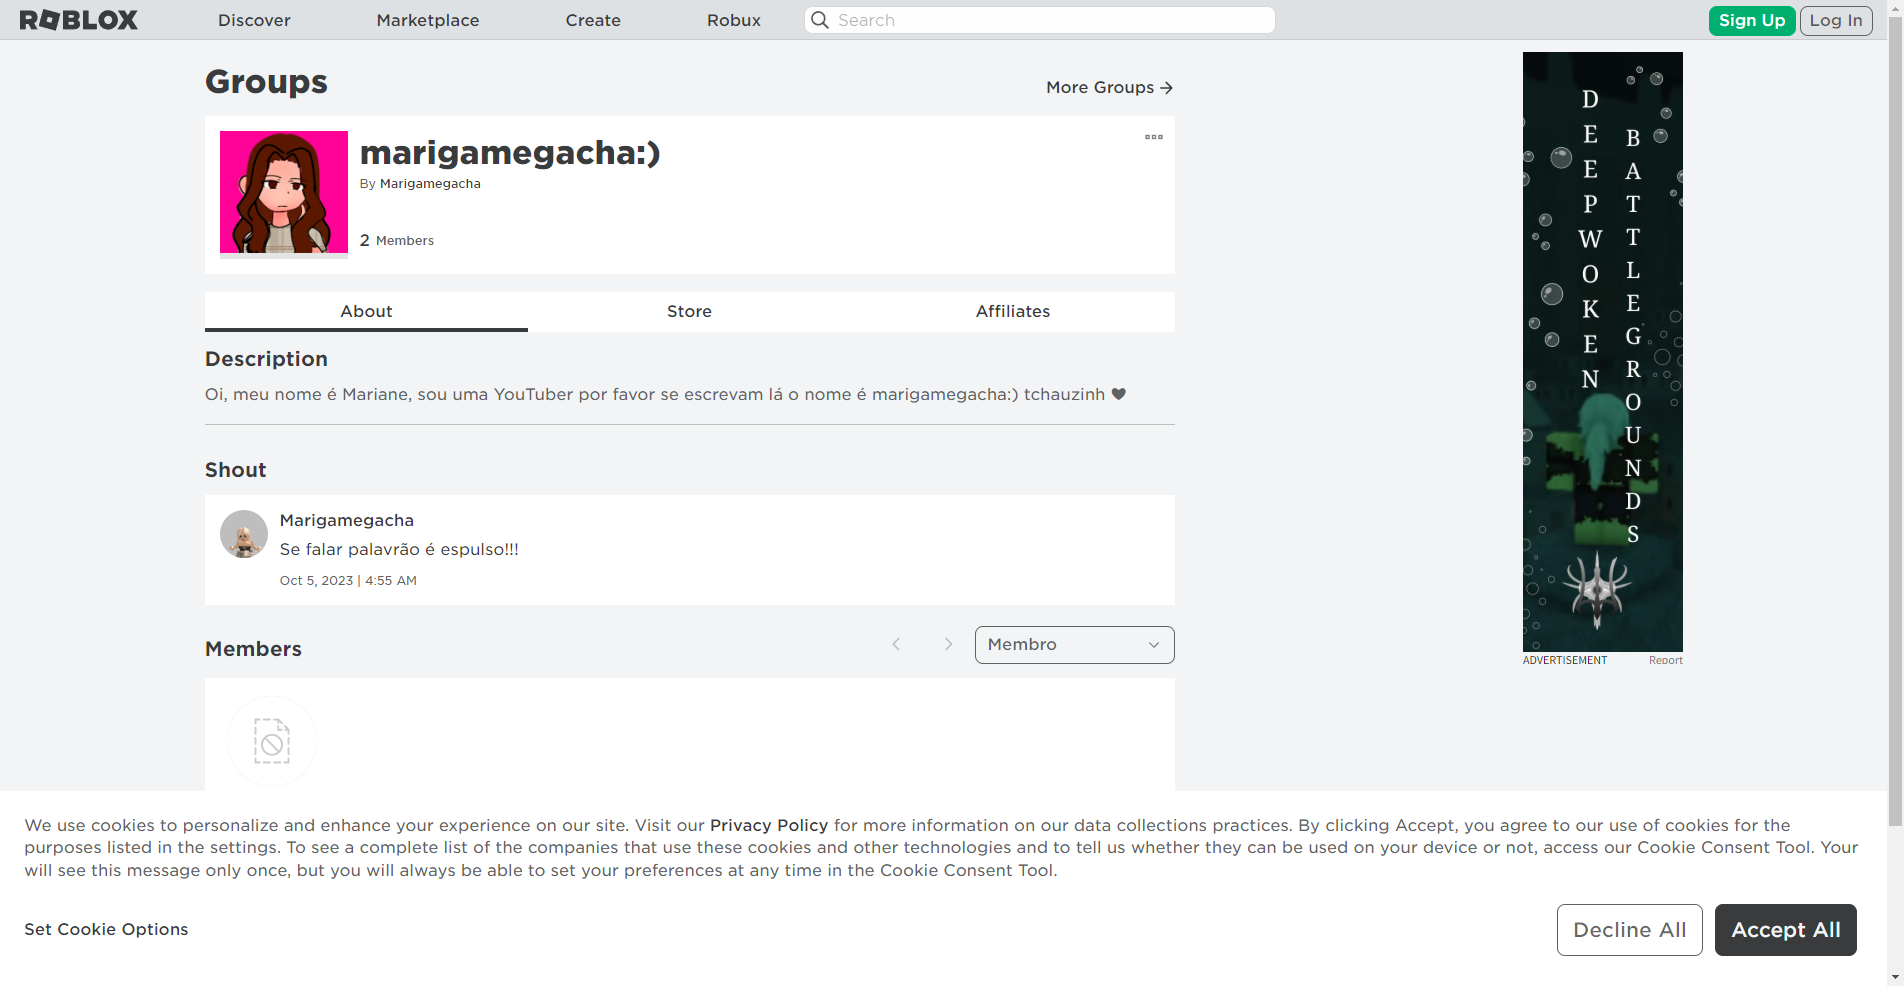 ROBLOX Discover Marketplace Create Robux Search Sign Up Log In
Groups
More Groups
marigamegacha:)
By Marigamegacha
2 Members
About Store Affiliates
Description
Oi, meu nome é Mariane, sou uma YouTuber por favor se escrevam lá o nome é marigamegacha:) tchauzinh ♥
Shout
Marigamegacha
Se falar palavrão é espulso!!!
Oct 5, 2023 | 4:55 AM
Members
Membro
DEEPWOKEN
BATTLEGROUNDS
ADVERTISEMENT Report
We use cookies to personalize and enhance your experience on our site. Visit our Privacy Policy for more information on our data collections practices. By clicking Accept, you agree to our use of cookies for the
purposes listed in the settings. To see a complete list of the companies that use these cookies and other technologies and to tell us whether they can be used on your device or not, access our Cookie Consent Tool. Your
will see this message only once, but you will always be able to set your preferences at any time in the Cookie Consent Tool.
Set Cookie Options
Decline All
Accept All